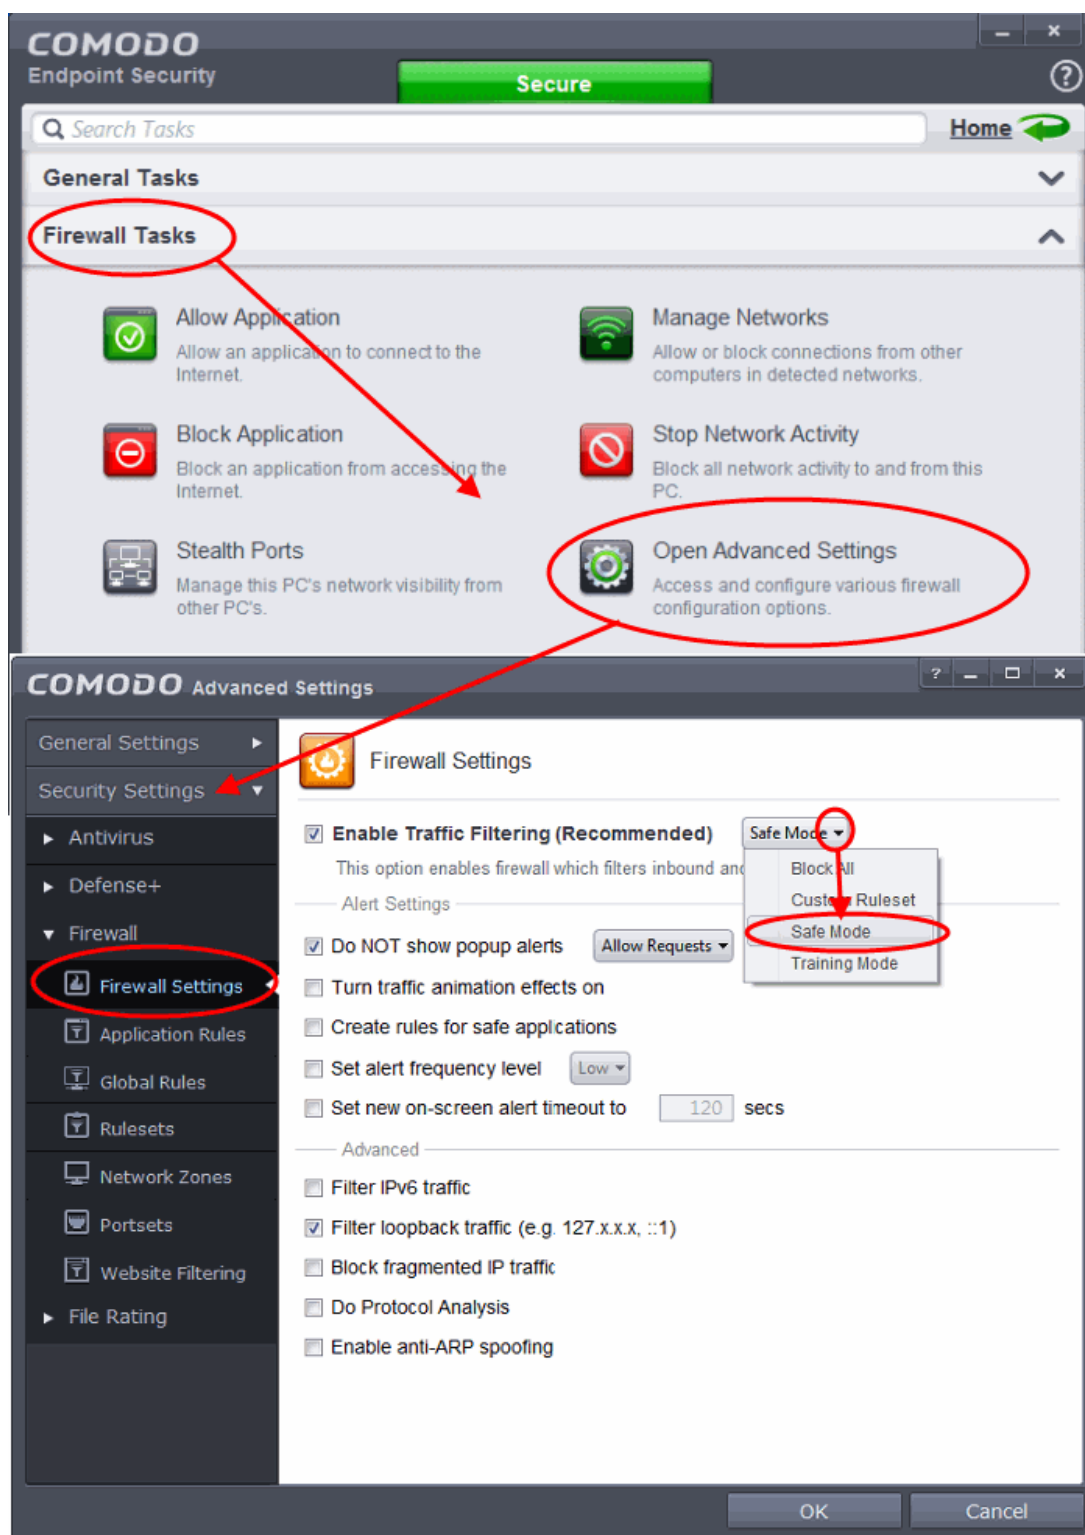 COMODO
Endpoint Security
Secure
Search Tasks
Home
General Tasks
Firewall Tasks
Allow Application
Allow an application to connect to the
Internet.
Manage Networks
Allow or block connections from other
computers in detected networks.
Block Application
Block an application from accessing the
Internet.
Stop Network Activity
Block all network activity to and from this
PC.
Stealth Ports
Manage this PC's network visibility from
other PC's.
Open Advanced Settings
Access and configure various firewall
configuration options.
COMODO Advanced Settings
General Settings
Security Settings
Antivirus
Defense+
Firewall
Firewall Settings
Application Rules
Global Rules
Rulesets
Network Zones
Portsets
Website Filtering
File Rating
Firewall Settings
Enable Traffic Filtering (Recommended)
Safe Mode
This option enables firewall which filters inbound and
Block All
Custom Ruleset
Safe Mode
Training Mode
Alert Settings
Do NOT show popup alerts
Allow Requests
Turn traffic animation effects on
Create rules for safe applications
Set alert frequency level
Low
Set new on-screen alert timeout to
120 secs
Advanced
Filter IPv6 traffic
Filter loopback traffic (e.g. 127.x.x.x, ::1)
Block fragmented IP traffic
Do Protocol Analysis
Enable anti-ARP spoofing
OK
Cancel